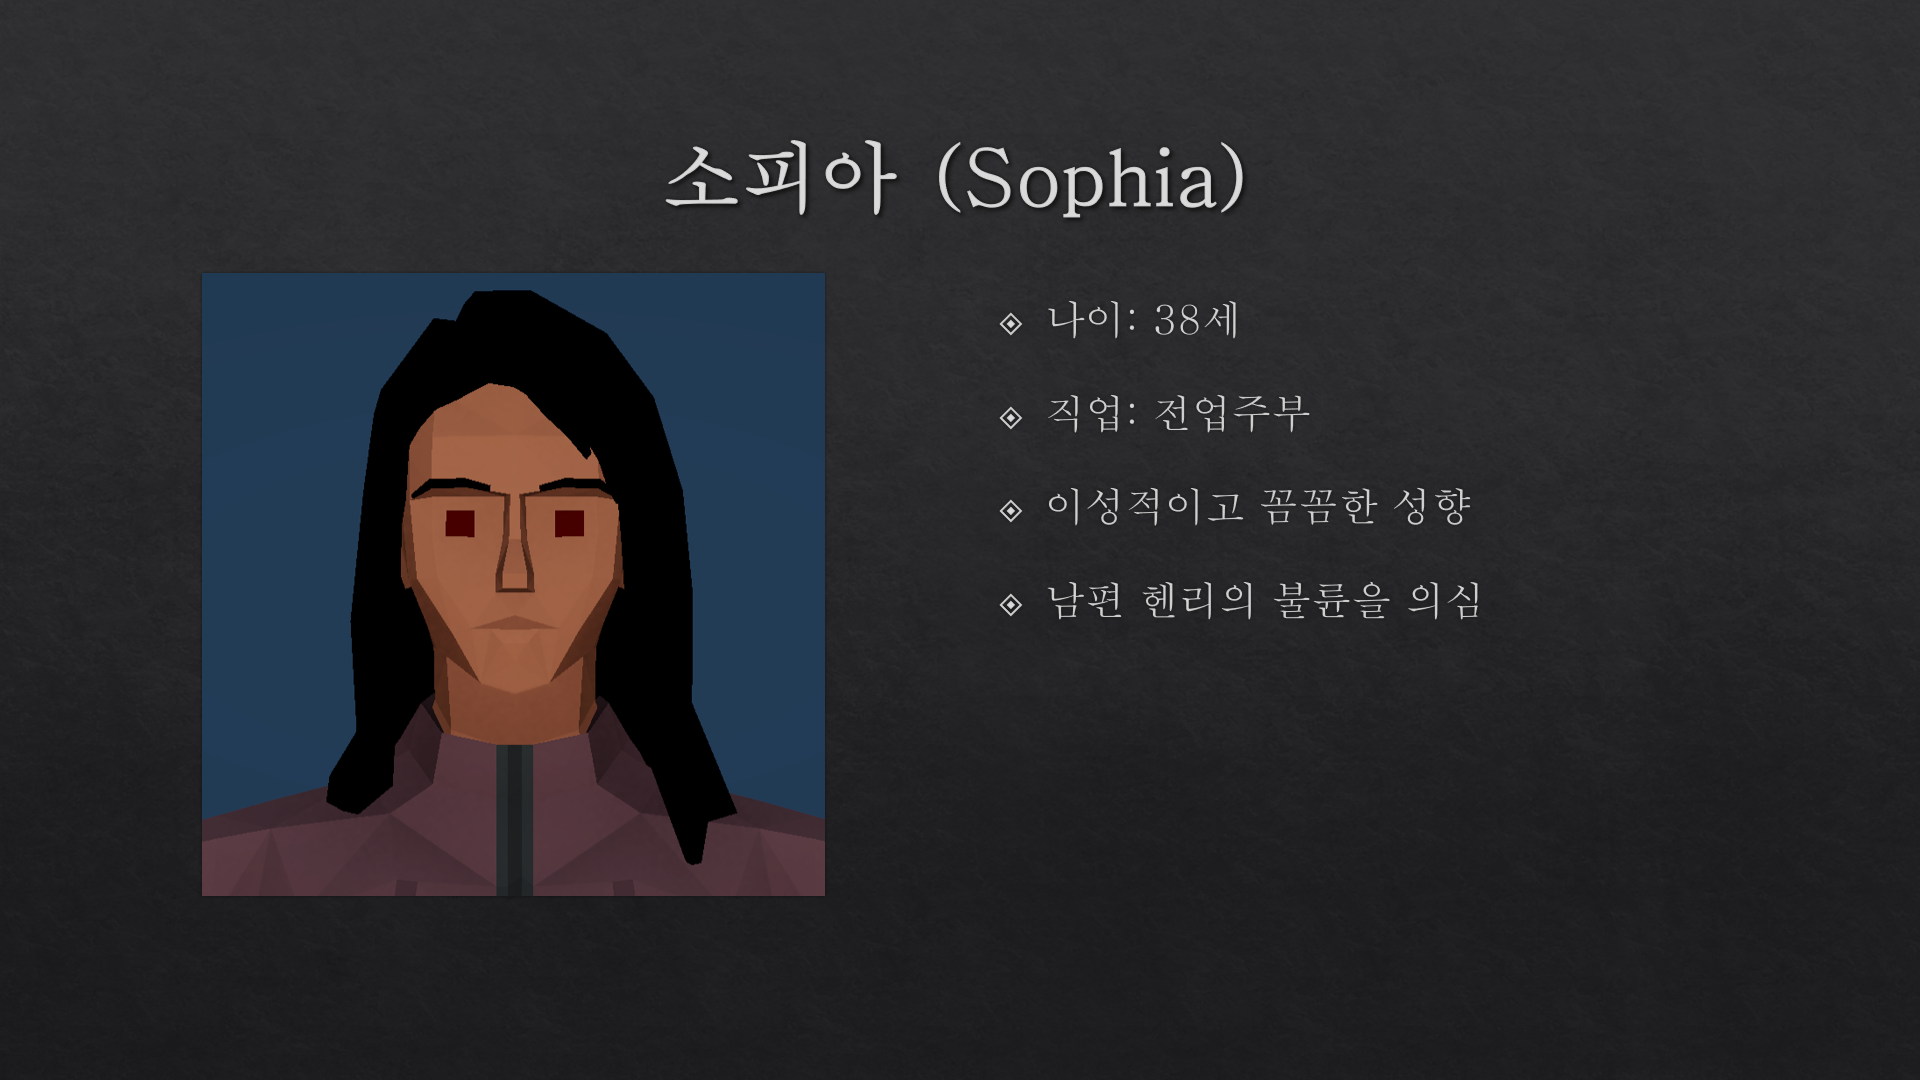 소피아 (Sophia)
나이: 38세
직업: 전업주부
이성적이고 꼼꼼한 성향
남편 헨리의 불륜을 의심